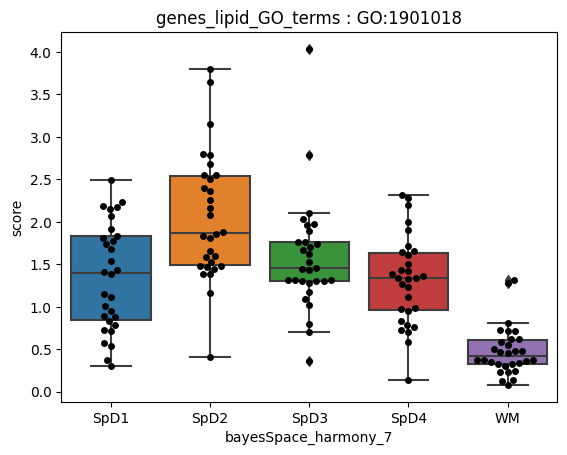 genes_lipid_GO_terms : GO:1901018
score
4.0
3.5
3.0
2.5
2.0
1.5
1.0
0.5
0.0
SpD1 SpD2 SpD3 SpD4 WM
bayesSpace_harmony_7